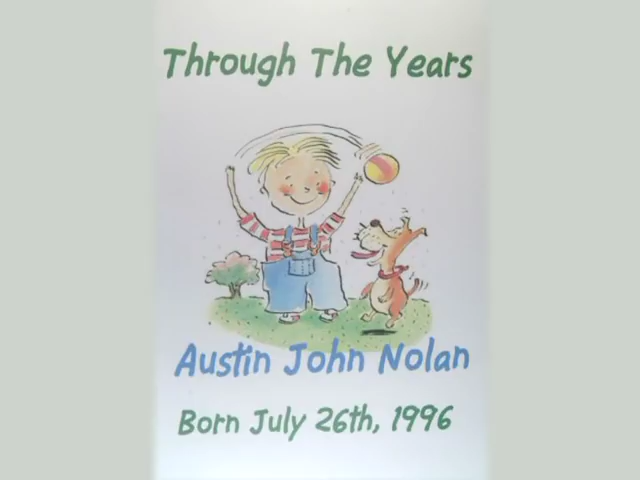 Through The Years
Austin John Nolan
Born July 26th, 1996